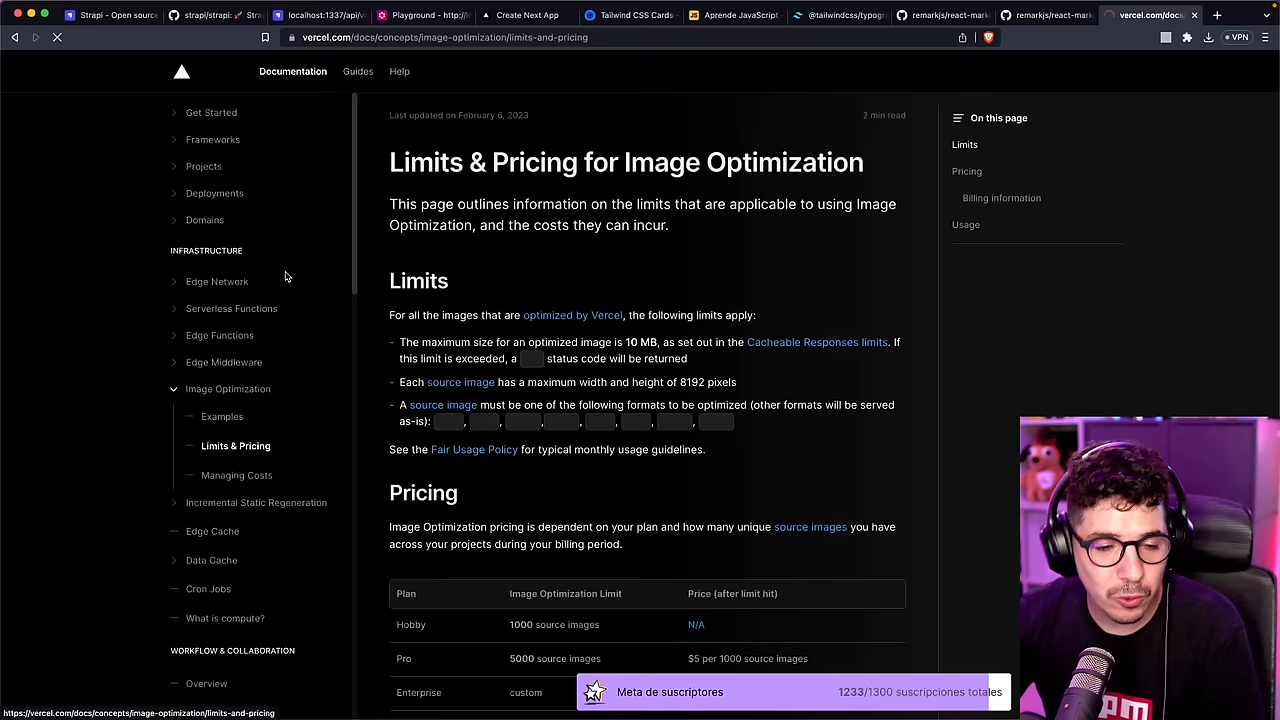 Strapi - Open source
strapi/strapi: 🚀 Stra
localhost:1337/api/vi
Playground - http://lo
Create Next App
Tailwind CSS Cards -
Aprende JavaScript
@tailwindcss/typogr
remarkjs/react-mark
remarkjs/react-mark
vercel.com/docs/conc
vercel.com/docs/concepts/image-optimization/limits-and-pricing
VPN
Documentation
Guides
Help
Get Started
Frameworks
Projects
Deployments
Domains
INFRASTRUCTURE
Edge Network
Serverless Functions
Edge Functions
Edge Middleware
Image Optimization
Examples
Limits & Pricing
Managing Costs
Incremental Static Regeneration
Edge Cache
Data Cache
Cron Jobs
What is compute?
WORKFLOW & COLLABORATION
Overview
https://vercel.com/docs/concepts/image-optimization/limits-and-pricing
Last updated on February 6, 2023
2 min read
Limits & Pricing for Image Optimization
This page outlines information on the limits that are applicable to using Image
Optimization, and the costs they can incur.
Limits
For all the images that are optimized by Vercel, the following limits apply:
- The maximum size for an optimized image is 10 MB, as set out in the Cacheable Responses limits. If
this limit is exceeded, a status code will be returned
- Each source image has a maximum width and height of 8192 pixels
- A source image must be one of the following formats to be optimized (other formats will be served
as-is): , , , , , , ,
See the Fair Usage Policy for typical monthly usage guidelines.
Pricing
Image Optimization pricing is dependent on your plan and how many unique source images you have
across your projects during your billing period.
Plan Image Optimization Limit Price (after limit hit)
Hobby 1000 source images N/A
Pro 5000 source images $5 per 1000 source images
Enterprise custom
On this page
Limits
Pricing
Billing information
Usage
Meta de suscriptores 1233/1300 suscripciones totales